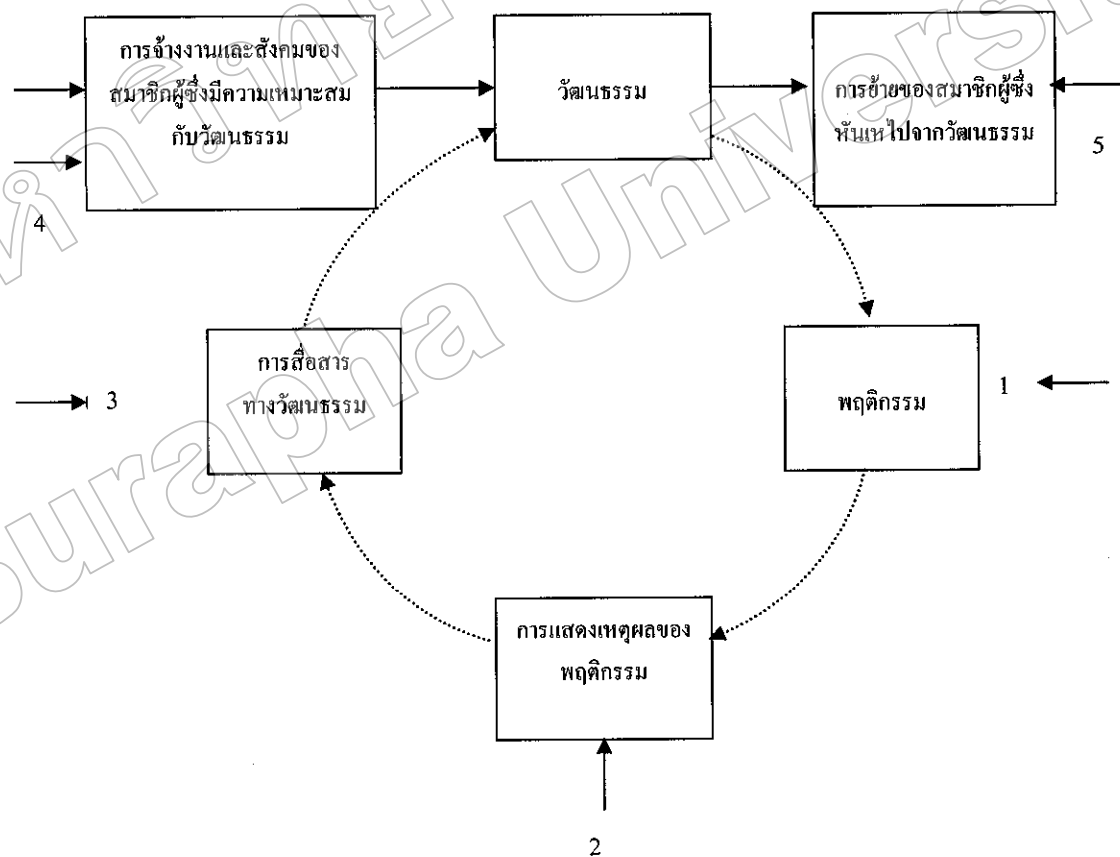 การจ้างงานและสังคมของ
สมาชิกผู้ซึ่งมีความเหมาะสม
กับวัฒนธรรม
วัฒนธรรม
การย้ายของสมาชิกผู้ซึ่ง
หันเหไปจากวัฒนธรรม
5
4
การสื่อสาร
ทางวัฒนธรรม
3
พฤติกรรม
1
การแสดงเหตุผลของ
พฤติกรรม
2
Burapha University